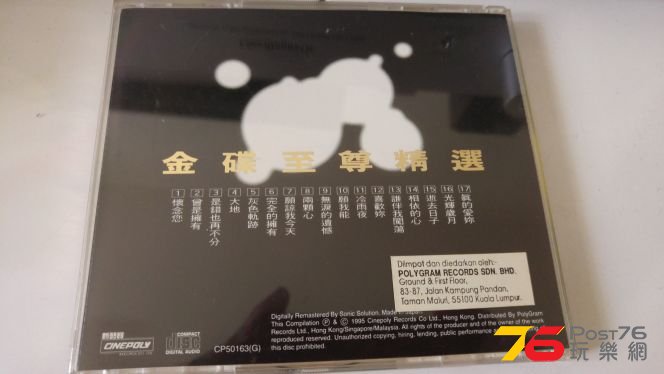 金碟至尊精選
1 懷念您
2 曾是擁有
3 是錯也再不分
4 大地
5 灰色軌跡
6 完全的擁有
7 願諒我今天
8 兩顆心
9 無淚的遺憾
10 願我能
11 冷雨夜
12 喜歡妳
13 誰伴我闖蕩
14 相依的心
15 逝去日子
16 光輝歲月
17 真的愛妳
Diimpat dan diedarkan oleh:-
POLYGRAM RECORDS SDN. BHD.
Ground & First Floor,
83-87, Jalan Kampung Pandan,
Taman Maluri, 55100 Kuala Lumpur.
Digitally Remastered By Sonic Solution. Made in
This Compilation Ⓟ & © 1995 Cinepoly Records Co Ltd., Hong Kong. Distributed By PolyGram
Records Ltd., Hong Kong/Singapore/Malaysia. All rights of the producer and of the owner of the work
reproduced. Unauthorized copying, hiring, lending, public performance
this disc prohibited.
新藝寶
CINEPOLY
COMPACT
disc
DIGITAL AUDIO
CP50163(G)
76 Post76
玩樂網